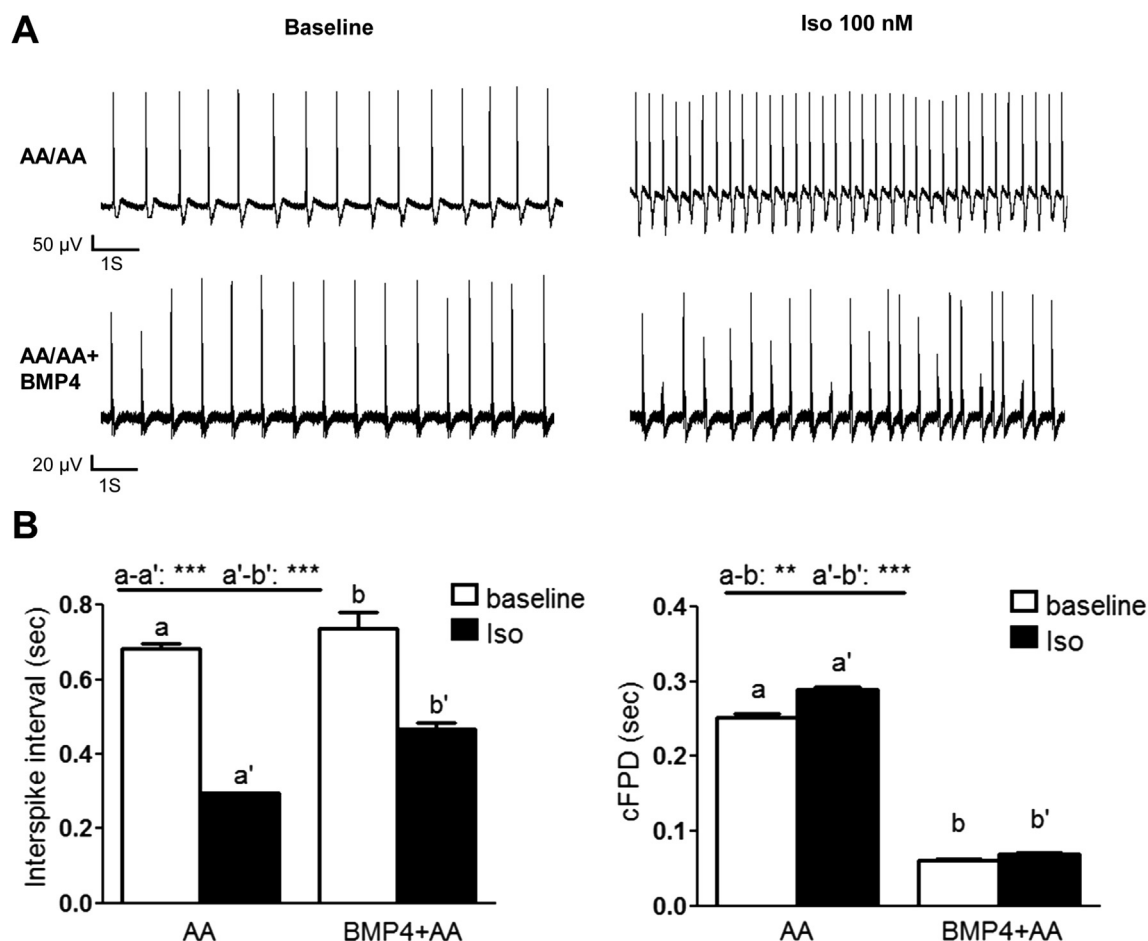 A
Baseline
Iso 100 nM
AA/AA
50 µV
1S
AA/AA+
BMP4
20 µV
1S
B
a-a': *** a'-b': ***
baseline
Iso
Interspike interval (sec)
0.8
0.6
0.4
0.2
0.0
a
a'
b
b'
AA
BMP4+AA
a-b: ** a'-b': ***
baseline
Iso
cFPD (sec)
0.4
0.3
0.2
0.1
0.0
a
a'
b
b'
AA
BMP4+AA